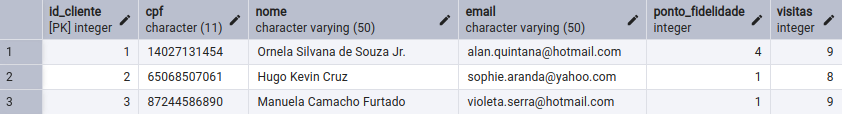 id_cliente cpf nome email ponto_fidelidade visitas
[PK] integer character (11) character varying (50) character varying (50) integer integer
1 1 14027131454 Ornela Silvana de Souza Jr. alan.quintana@hotmail.com 4 9
2 2 65068507061 Hugo Kevin Cruz sophie.aranda@yahoo.com 1 8
3 3 87244586890 Manuela Camacho Furtado violeta.serra@hotmail.com 1 9